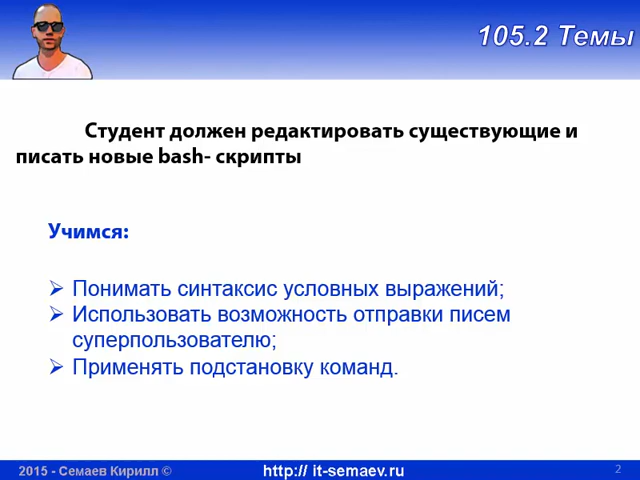 105.2 Темы
Студент должен редактировать существующие и
писать новые bash- скрипты
Учимся:
Понимать синтаксис условных выражений;
Использовать возможность отправки писем
суперпользователю;
Применять подстановку команд.
2015 - Семаев Кирилл © http:// it-semaev.ru 2